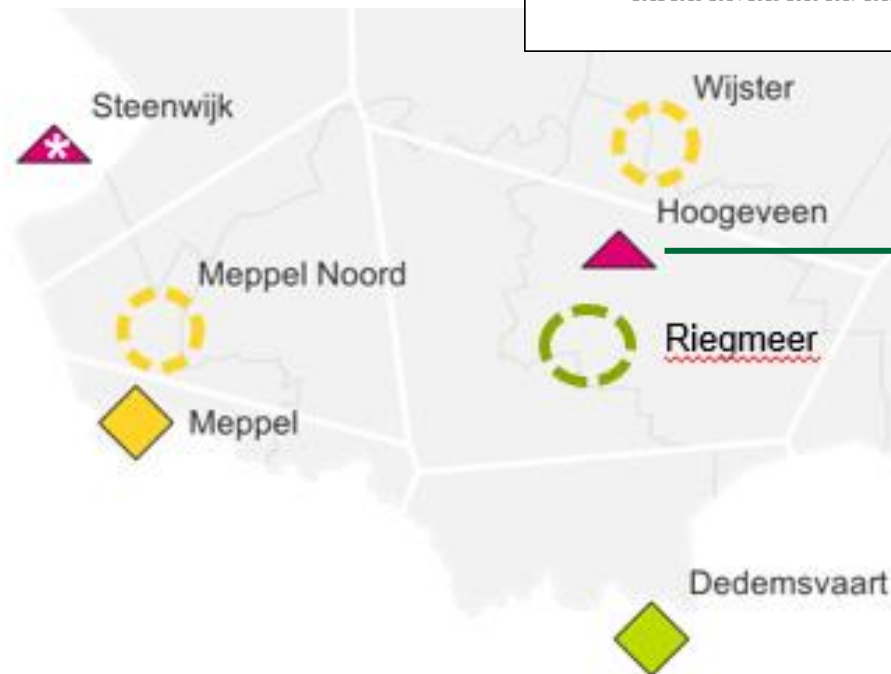 Wijster
Steenwijk
*
Hoogeveen
Meppel Noord
Riegmeer
Meppel
Dedemsvaart